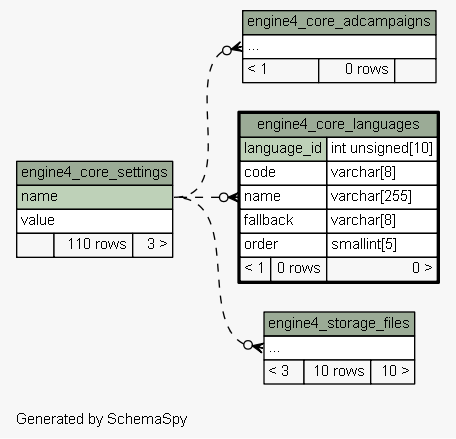 engine4_core_adcampaigns
...
< 1 0 rows
engine4_core_languages
language_id int unsigned[10]
code varchar[8]
name varchar[255]
fallback varchar[8]
order smallint[5]
< 1 0 rows 0 >
engine4_core_settings
name
value
110 rows 3 >
engine4_storage_files
...
< 3 10 rows 10 >
Generated by SchemaSpy